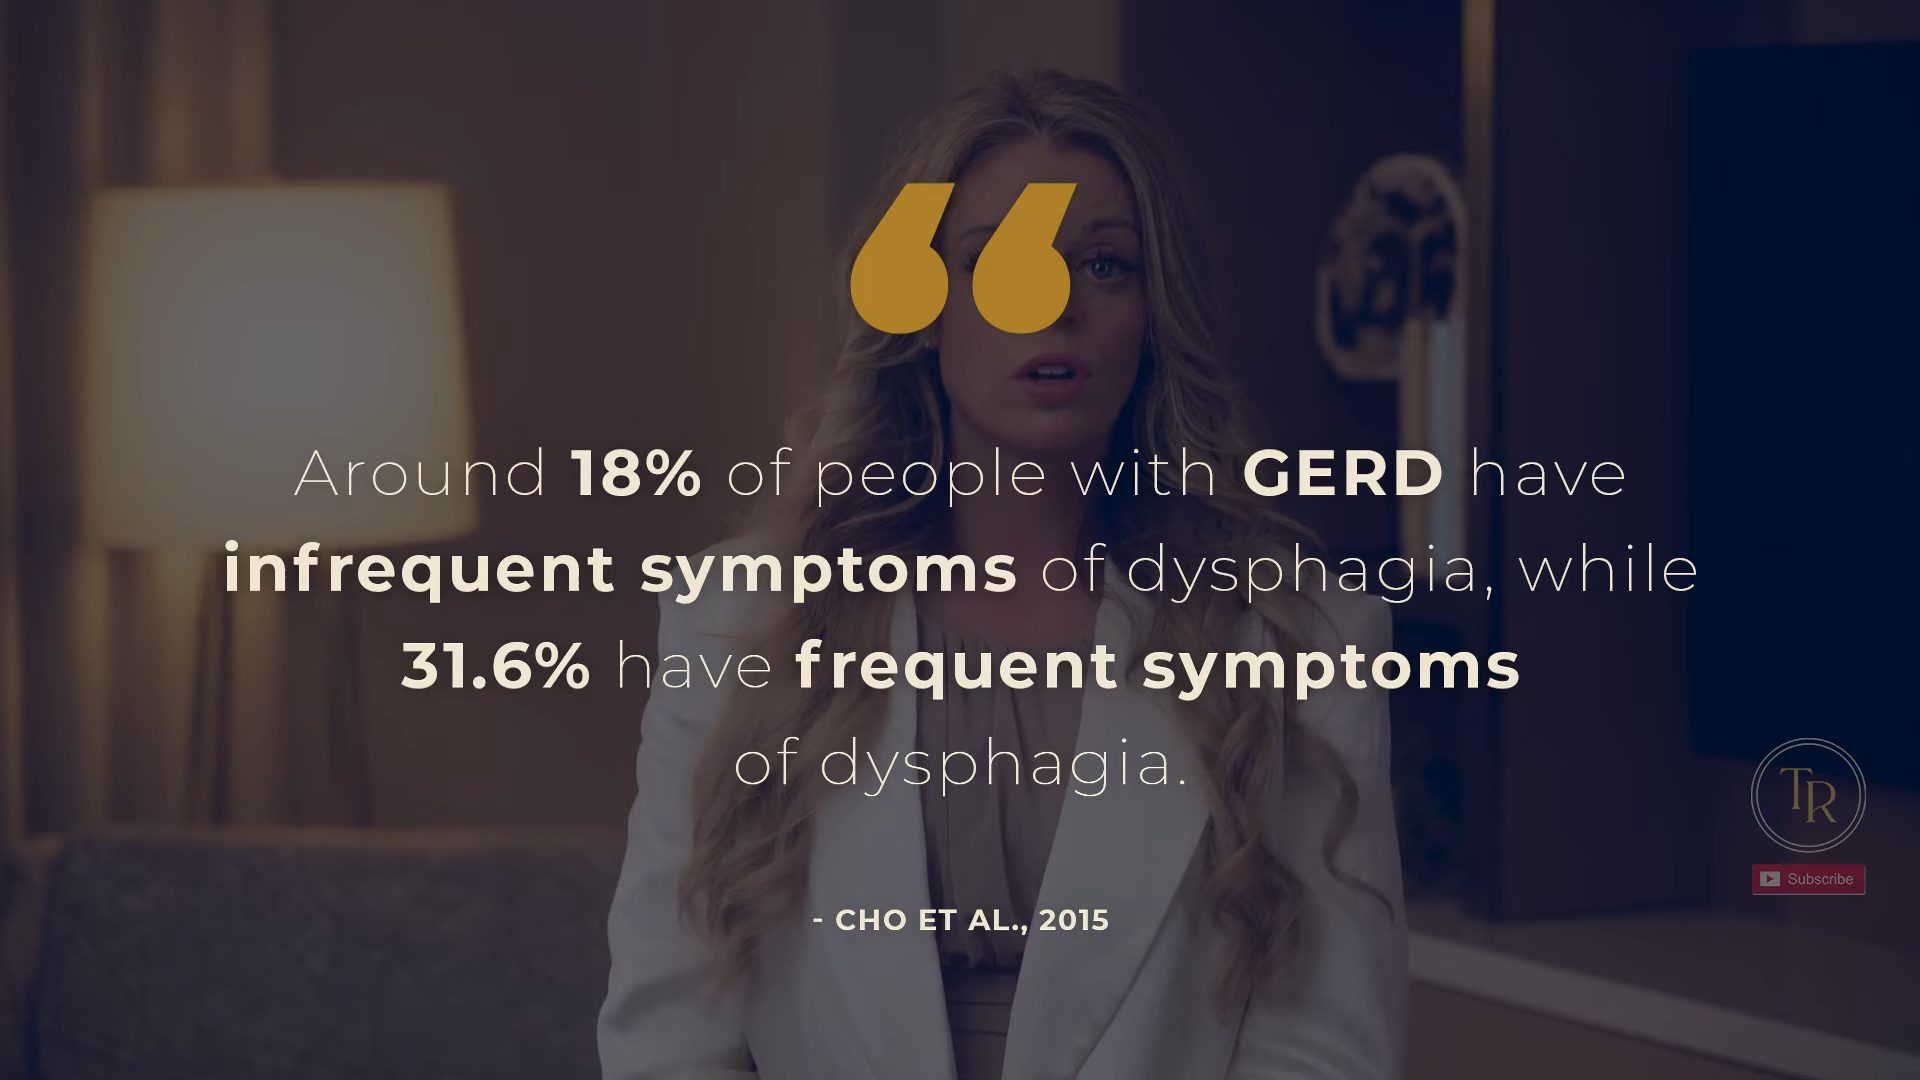 “
Around 18% of people with GERD have
infrequent symptoms of dysphagia, while
31.6% have frequent symptoms
of dysphagia.
- CHO ET AL., 2015
TR
Subscribe